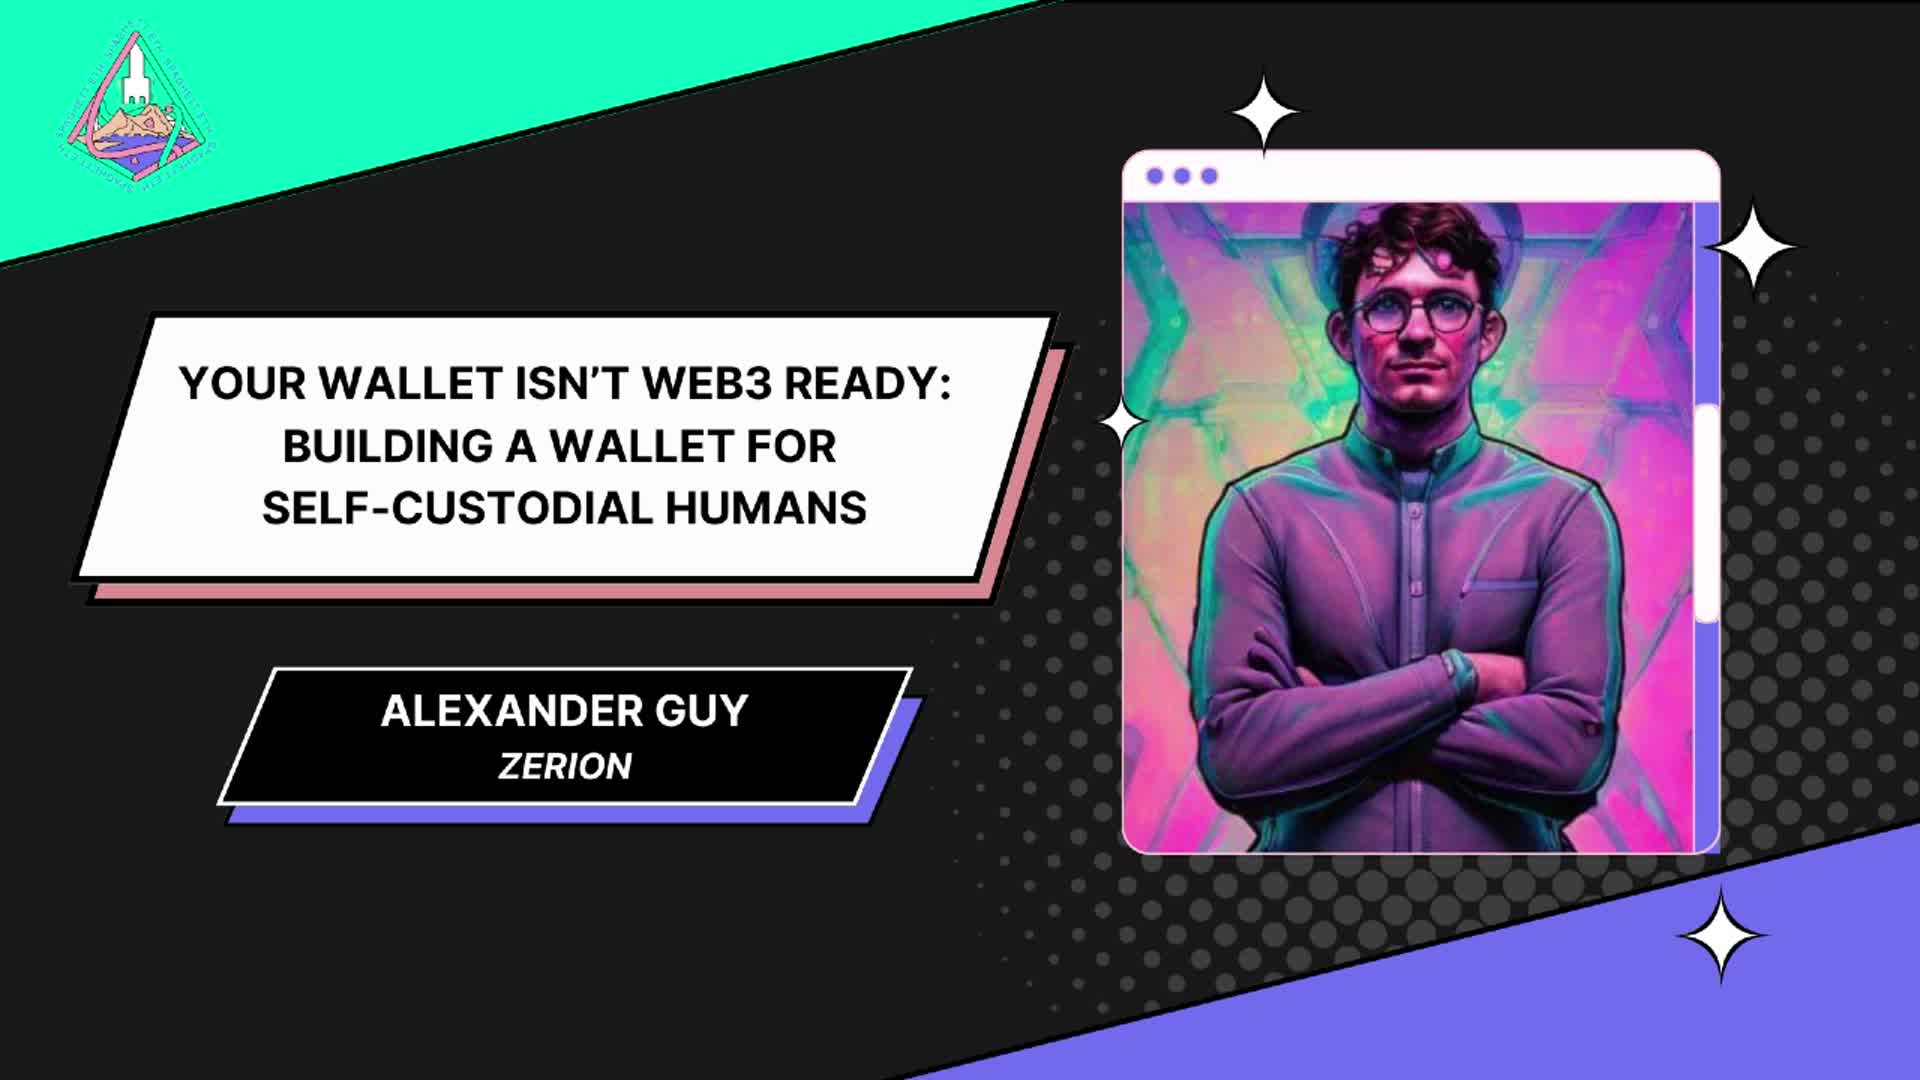 YOUR WALLET ISN'T WEB3 READY:
BUILDING A WALLET FOR
SELF-CUSTODIAL HUMANS
ALEXANDER GUY
ZERION